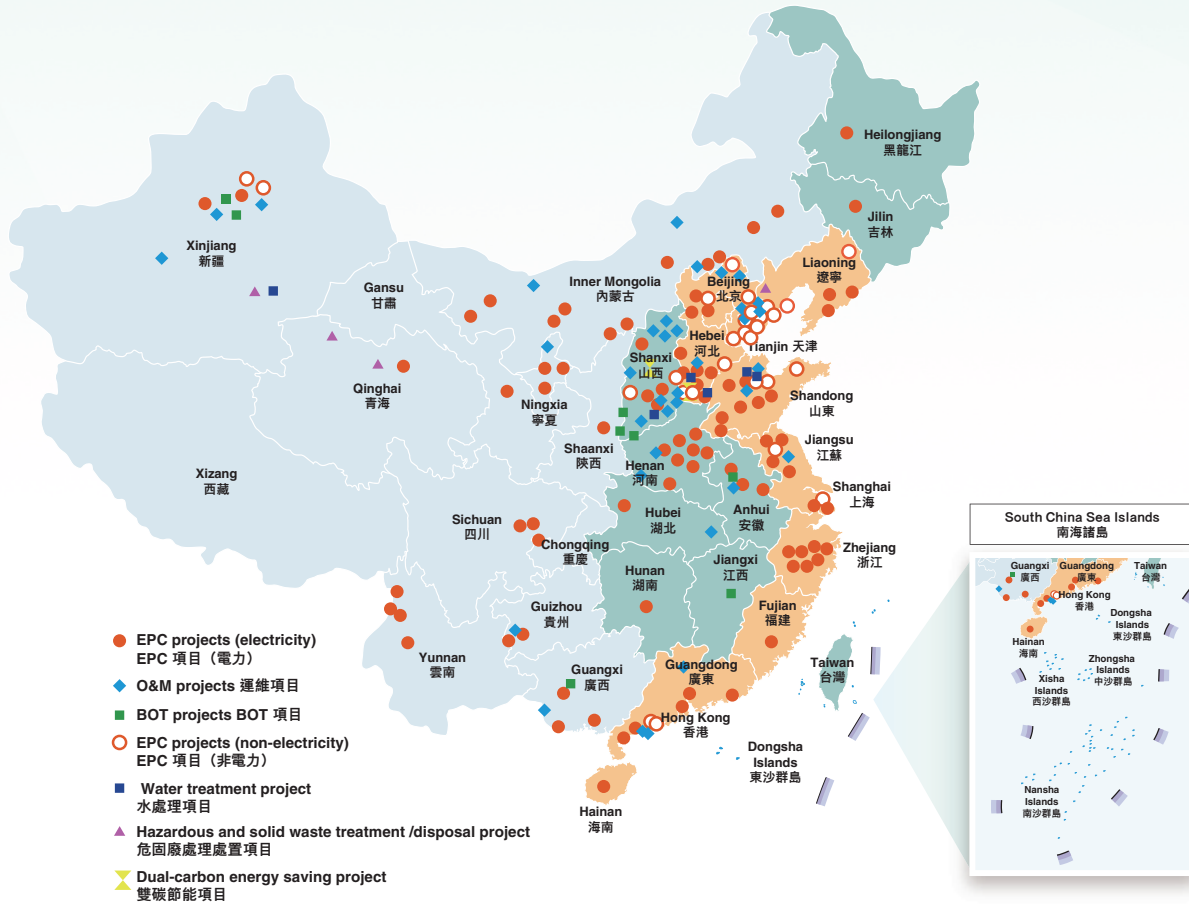 Heilongjiang
黑龍江
Jilin
吉林
Liaoning
遼寧
Xinjiang
新疆
Gansu
甘肅
Inner Mongolia
內蒙古
Beijing
北京
Hebei
河北
Tianjin 天津
Shanxi
山西
Qinghai
青海
Ningxia
寧夏
Shandong
山東
Shaanxi
陝西
Jiangsu
江蘇
Henan
河南
Xizang
西藏
Shanghai
上海
Anhui
安徽
Hubei
湖北
Sichuan
四川
Chongqing
重慶
Zhejiang
浙江
Hunan
湖南
Jiangxi
江西
Guizhou
貴州
Fujian
福建
Yunnan
雲南
Guangxi
廣西
Guangdong
廣東
Taiwan
台灣
Hong Kong
香港
Dongsha
Islands
東沙群島
Hainan
海南
EPC projects (electricity)
EPC 項目（電力）
O&M projects 運維項目
BOT projects BOT 項目
EPC projects (non-electricity)
EPC 項目（非電力）
Water treatment project
水處理項目
Hazardous and solid waste treatment /disposal project
危固廢處理處置項目
Dual-carbon energy saving project
雙碳節能項目
South China Sea Islands
南海諸島
Guangxi
廣西
Guangdong
廣東
Taiwan
台灣
Hong Kong
香港
Dongsha
Islands
東沙群島
Hainan
海南
Zhongsha
Islands
中沙群島
Xisha
Islands
西沙群島
Nansha
Islands
南沙群島